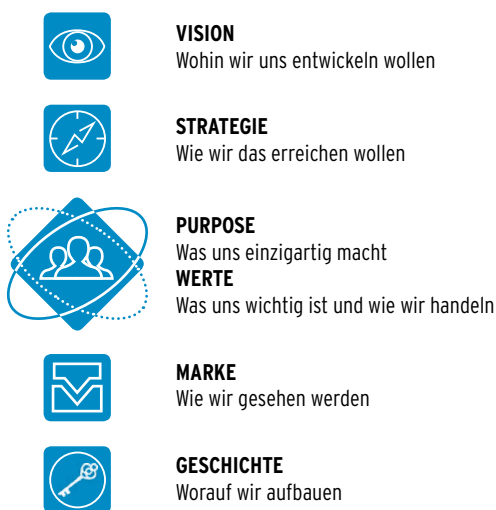 VISION
Wohin wir uns entwickeln wollen
STRATEGIE
Wie wir das erreichen wollen
PURPOSE
Was uns einzigartig macht
WERTE
Was uns wichtig ist und wie wir handeln
MARKE
Wie wir gesehen werden
GESCHICHTE
Worauf wir aufbauen